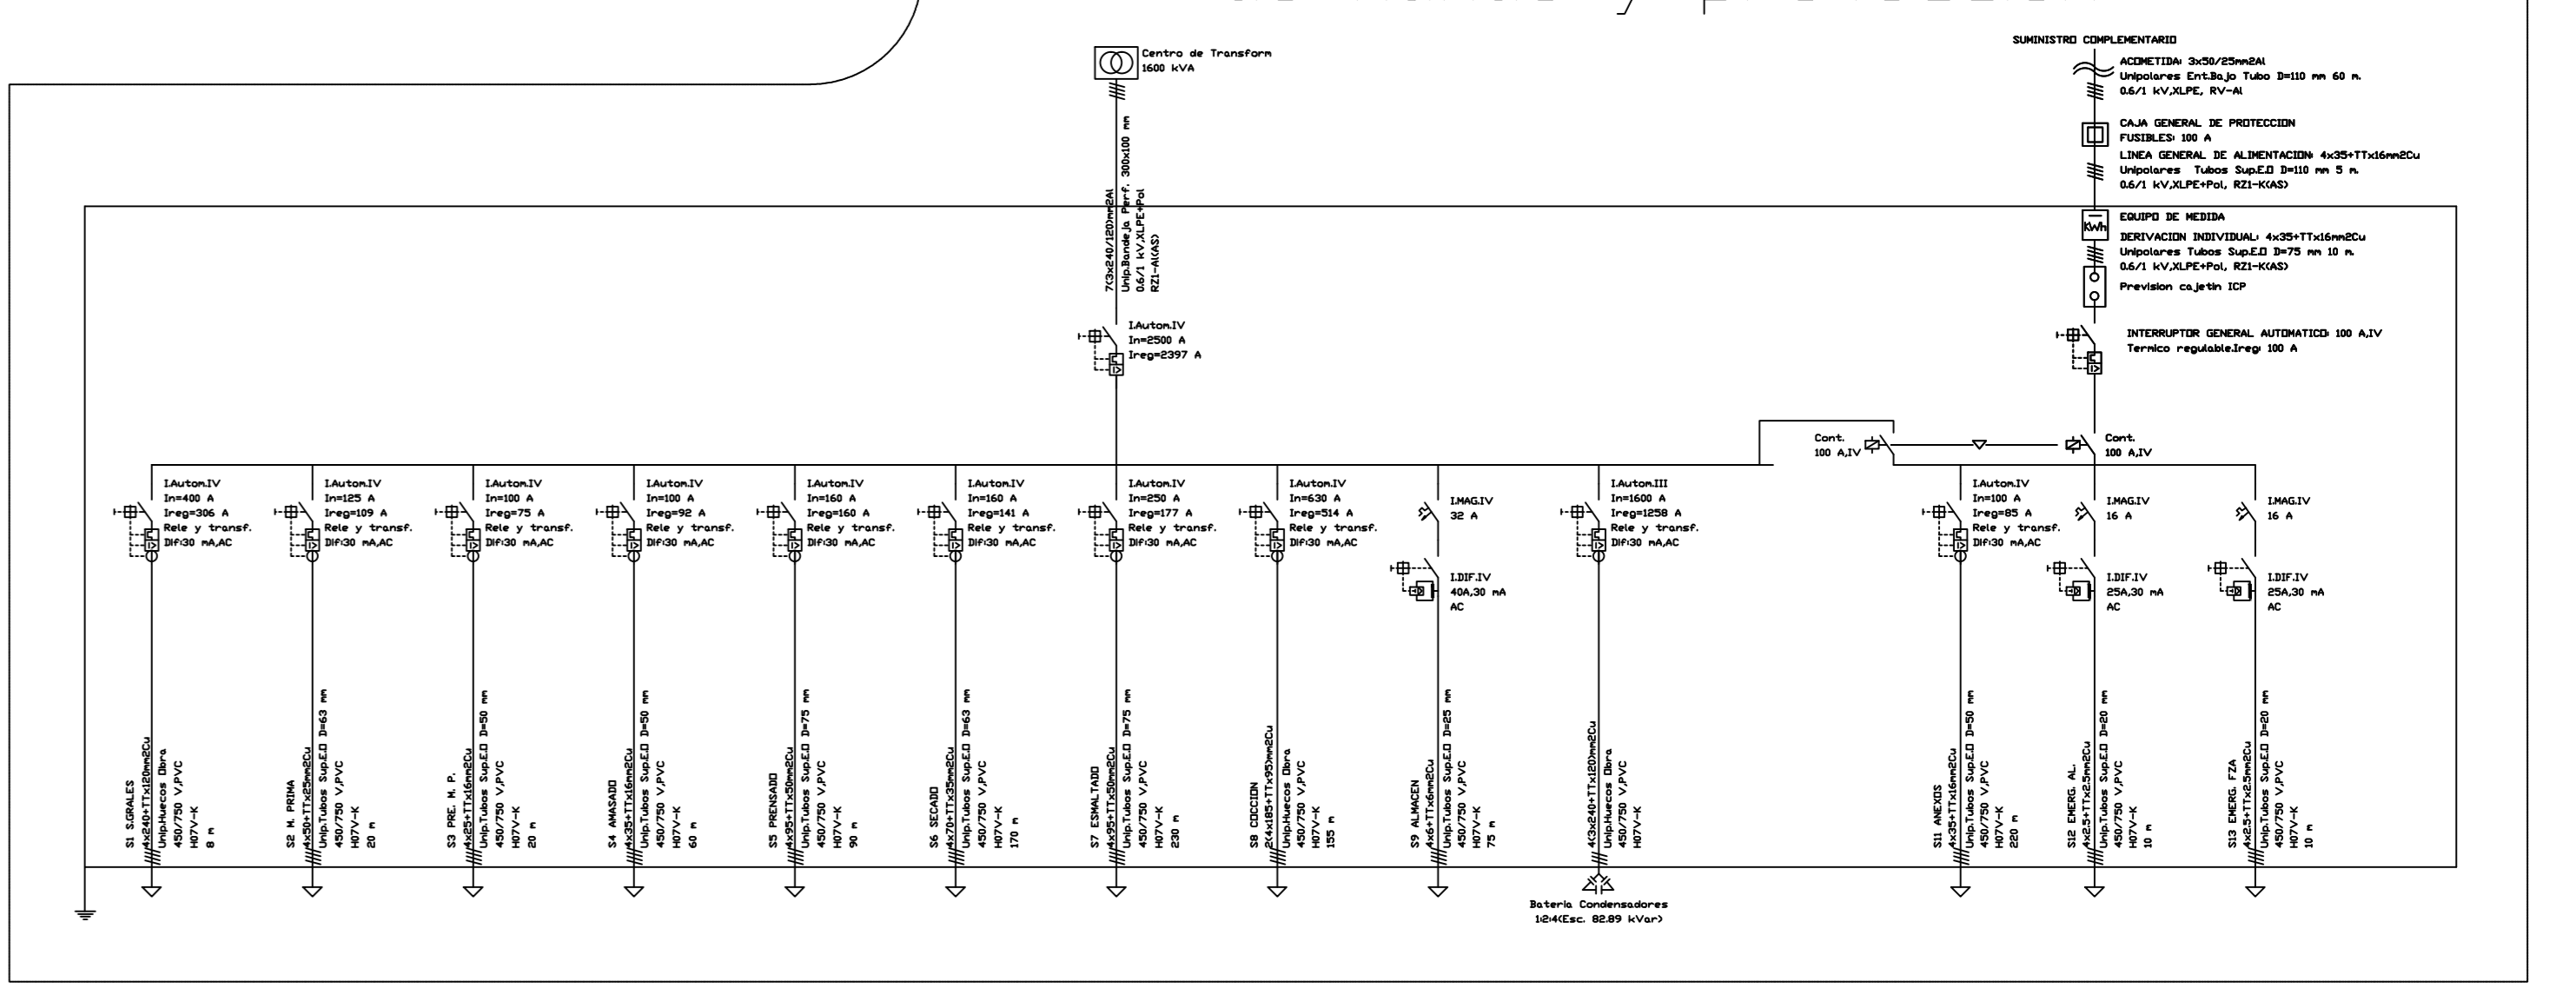 Centro de Transform
1600 kVA
7(3x240/120)mm2Al
Unip.Bandeja Perf. 300x100 mm
0.6/1 kV,XLPE+Pol
RZ1-Al(AS)
I.Autom.IV
In=2500 A
Ireg=2397 A
SUMINISTRO COMPLEMENTARIO
ACOMETIDA: 3x50/25mm2Al
Unipolares Ent.Bajo Tubo D=110 mm 60 m.
0.6/1 kV,XLPE, RV-Al
CAJA GENERAL DE PROTECCION
FUSIBLES: 100 A
LINEA GENERAL DE ALIMENTACION: 4x35+TTx16mm2Cu
Unipolares Tubos Sup.E.O D=110 mm 5 m.
0.6/1 kV,XLPE+Pol, RZ1-K(AS)
EQUIPO DE MEDIDA
KWh
DERIVACION INDIVIDUAL: 4x35+TTx16mm2Cu
Unipolares Tubos Sup.E.O D=75 mm 10 m.
0.6/1 kV,XLPE+Pol, RZ1-K(AS)
Prevision cajetin ICP
INTERRUPTOR GENERAL AUTOMATICO: 100 A,IV
Termico regulable.Ireg: 100 A
Cont.
100 A,IV
Cont.
100 A,IV
I.Autom.IV
In=400 A
Ireg=306 A
Rele y transf.
Dif:30 mA,AC
S1 S.GRALES
4x240+TTx120mm2Cu
Unip.Huecos Obra
450/750 V,PVC
H07V-K
8 m
I.Autom.IV
In=125 A
Ireg=109 A
Rele y transf.
Dif:30 mA,AC
S2 M. PRIMA
4x50+TTx25mm2Cu
Unip.Tubos Sup.E.O D=63 mm
450/750 V,PVC
H07V-K
20 m
I.Autom.IV
In=100 A
Ireg=75 A
Rele y transf.
Dif:30 mA,AC
S3 PRE. M. P.
4x25+TTx16mm2Cu
Unip.Tubos Sup.E.O D=50 mm
450/750 V,PVC
H07V-K
20 m
I.Autom.IV
In=100 A
Ireg=92 A
Rele y transf.
Dif:30 mA,AC
S4 AMASADO
4x35+TTx16mm2Cu
Unip.Tubos Sup.E.O D=50 mm
450/750 V,PVC
H07V-K
60 m
I.Autom.IV
In=160 A
Ireg=160 A
Rele y transf.
Dif:30 mA,AC
S5 PRENSADO
4x95+TTx50mm2Cu
Unip.Tubos Sup.E.O D=75 mm
450/750 V,PVC
H07V-K
90 m
I.Autom.IV
In=160 A
Ireg=141 A
Rele y transf.
Dif:30 mA,AC
S6 SECADO
4x70+TTx35mm2Cu
Unip.Tubos Sup.E.O D=63 mm
450/750 V,PVC
H07V-K
170 m
I.Autom.IV
In=250 A
Ireg=177 A
Rele y transf.
Dif:30 mA,AC
S7 ESMALTADO
4x95+TTx50mm2Cu
Unip.Tubos Sup.E.O D=75 mm
450/750 V,PVC
H07V-K
230 m
I.Autom.IV
In=630 A
Ireg=514 A
Rele y transf.
Dif:30 mA,AC
S8 COCCION
2(4x185+TTx95)mm2Cu
Unip.Huecos Obra
450/750 V,PVC
H07V-K
155 m
I.MAG.IV
32 A
I.DIF.IV
40A,30 mA
AC
S9 ALMACEN
4x6+TTx6mm2Cu
Unip.Tubos Sup.E.O D=25 mm
450/750 V,PVC
H07V-K
75 m
I.Autom.III
In=1600 A
Ireg=1258 A
Rele y transf.
Dif:30 mA,AC
4(3x240+TTx120)mm2Cu
Unip.Huecos Obra
450/750 V,PVC
H07V-K
Bateria Condensadores
1:2:4(Esc. 82.89 kVar)
I.Autom.IV
In=100 A
Ireg=85 A
Rele y transf.
Dif:30 mA,AC
S11 ANEXOS
4x35+TTx16mm2Cu
Unip.Tubos Sup.E.O D=50 mm
450/750 V,PVC
H07V-K
220 m
I.MAG.IV
16 A
I.DIF.IV
25A,30 mA
AC
S12 EMERG. AL.
4x2.5+TTx2.5mm2Cu
Unip.Tubos Sup.E.O D=20 mm
450/750 V,PVC
H07V-K
10 m
I.MAG.IV
16 A
I.DIF.IV
25A,30 mA
AC
S13 EMERG. FZA
4x2.5+TTx2.5mm2Cu
Unip.Tubos Sup.E.O D=20 mm
450/750 V,PVC
H07V-K
10 m